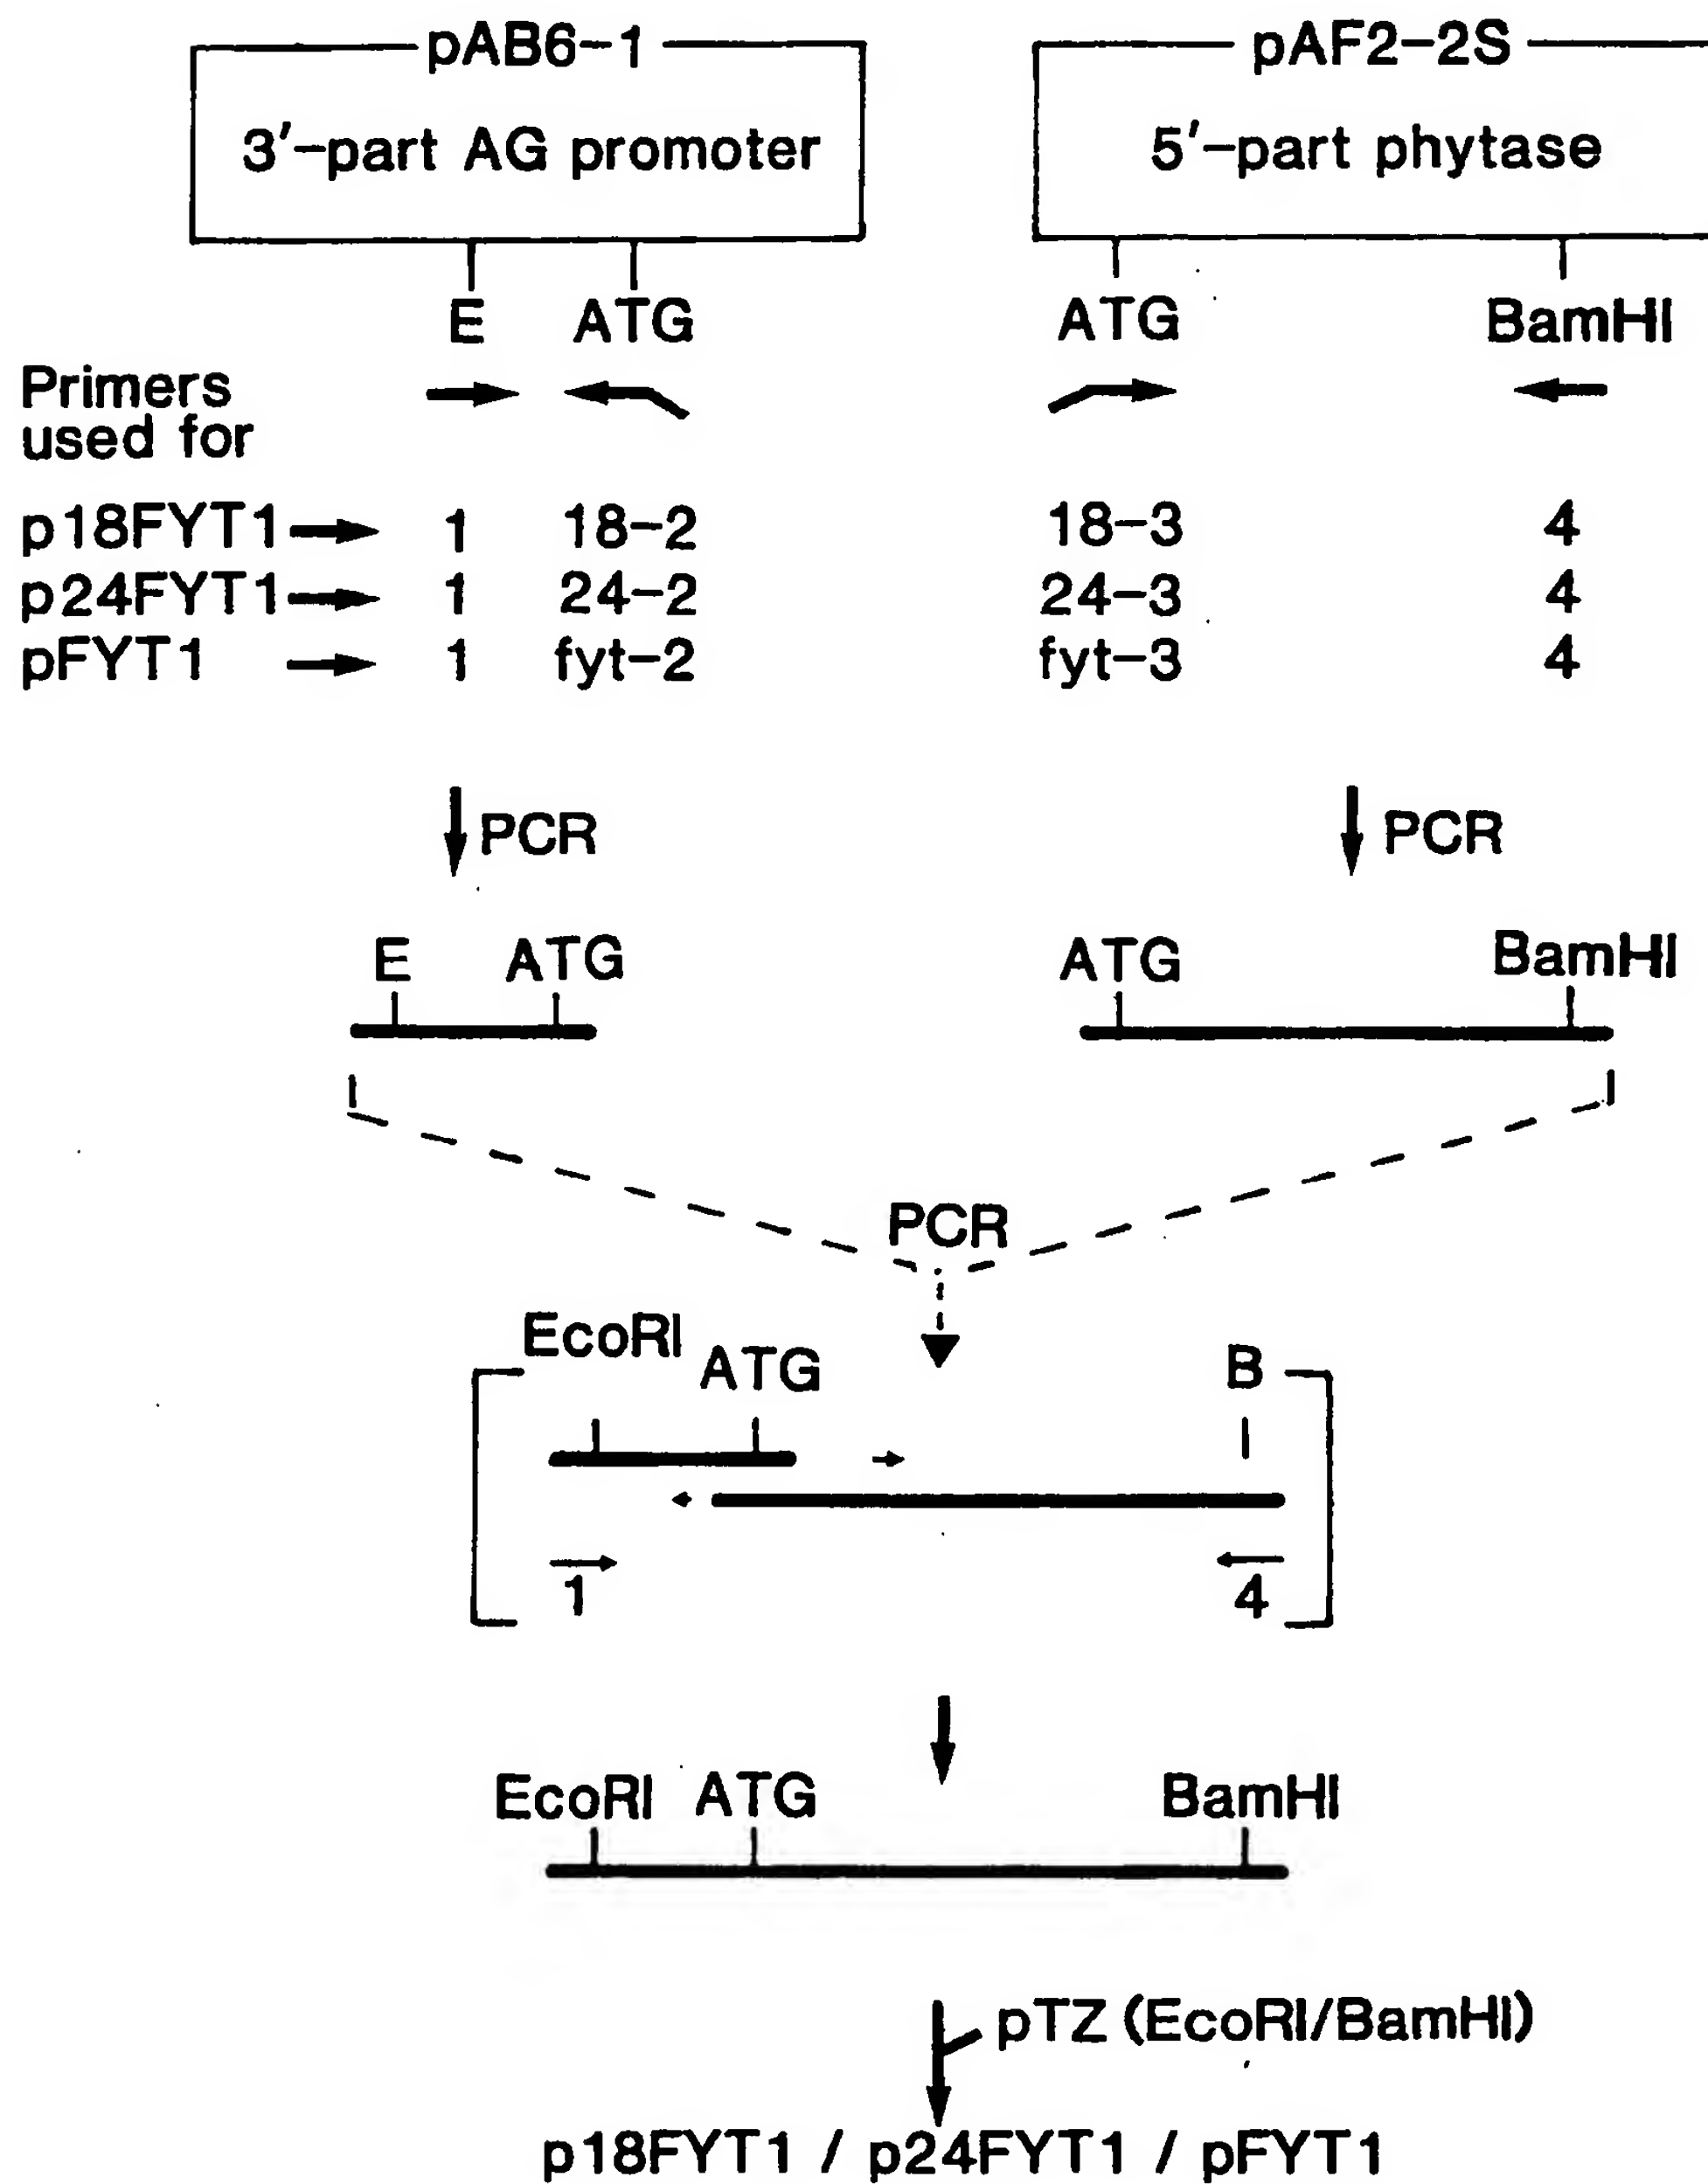 pAB6-1 pAF2-2S
3′-part AG promoter 5′-part phytase
E ATG ATG BamHI
Primers
used for
p18FYT1 1 18-2 18-3 4
p24FYT1 1 24-2 24-3 4
pFYT1 1 fyt-2 fyt-3 4
PCR PCR
E ATG ATG BamHI
PCR
EcoRI ATG B
1 4
EcoRI ATG BamHI
pTZ (EcoRI/BamHI)
p18FYT1 / p24FYT1 / pFYT1